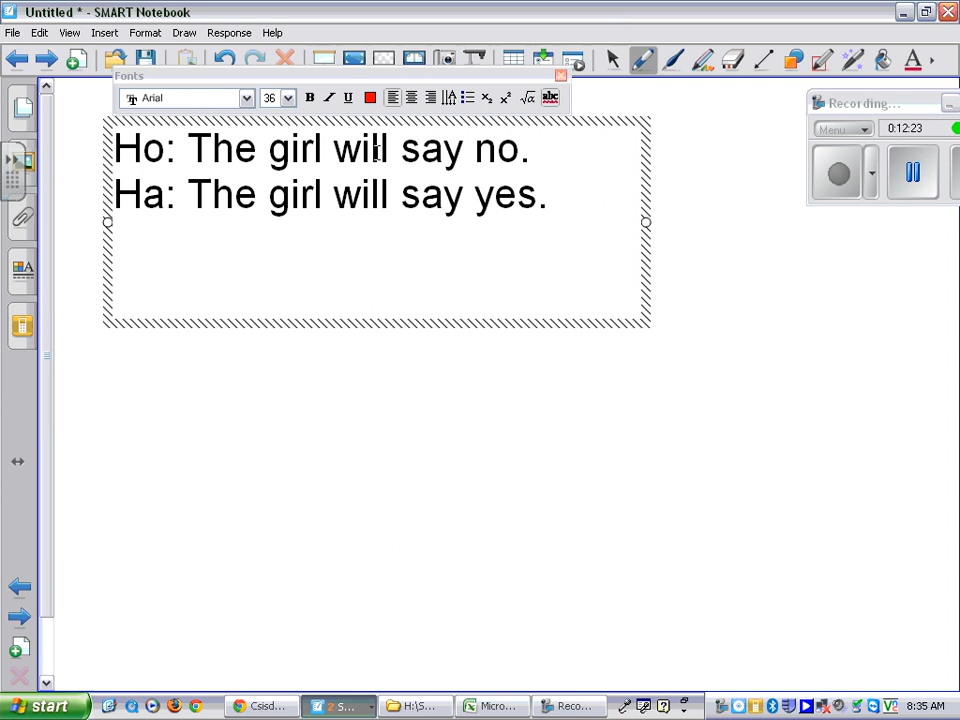 Untitled * - SMART Notebook
File Edit View Insert Format Draw Response Help
Fonts
Arial 36 B I U abc
Recording...
Menu 0:12:23
Ho: The girl will say no.
Ha: The girl will say yes.
start Csisd... 2 S... H:\S... Micro... Reco... 8:35 AM